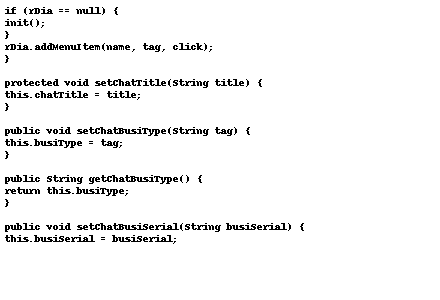 if (rDia == null) {
init();
}
rDia.addMenuItem(name, tag, click);
}

protected void setChatTitle(String title) {
this.chatTitle = title;
}

public void setChatBusiType(String tag) {
this.busiType = tag;
}

public String getChatBusiType() {
return this.busiType;
}

public void setChatBusiSerial(String busiSerial) {
this.busiSerial = busiSerial;